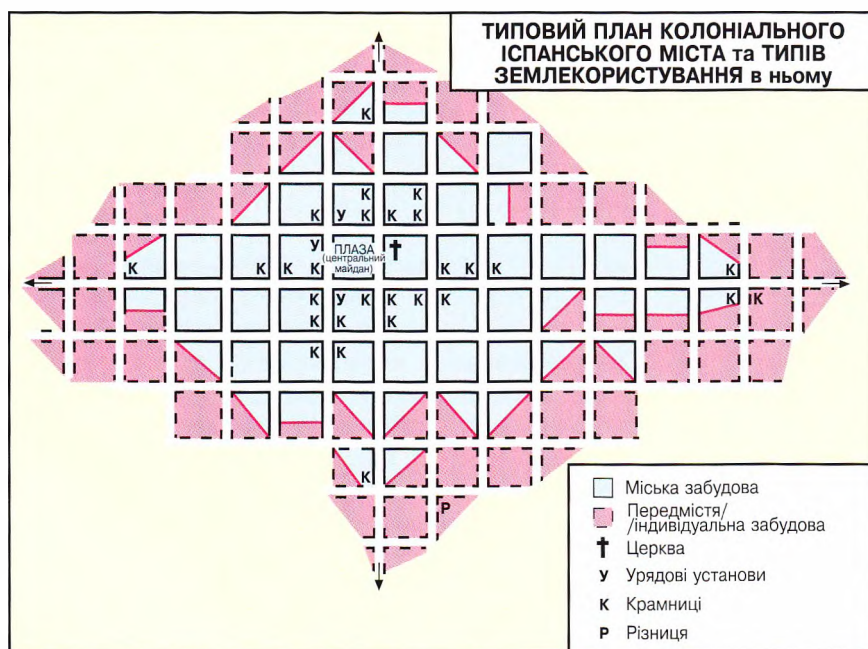 ТИПОВИЙ ПЛАН КОЛОНІАЛЬНОГО
ІСПАНСЬКОГО МІСТА та ТИПІВ
ЗЕМЛЕКОРИСТУВАННЯ в ньому
К
К К
К У К К К
У ПЛАЗА
(центральний
майдан)
К К К К К К К К
К У К К К К К К
К К К
К К
К
Р
Міська забудова
Передмістя/
/індивідуальна забудова
Церква
У Урядові установи
К Крамниці
Р Різниця